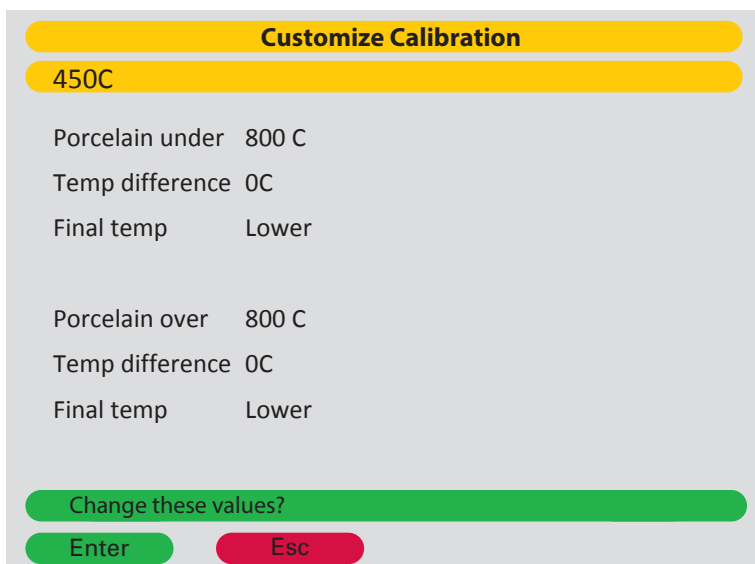 Customize Calibration
450C
Porcelain under 800 C
Temp difference 0C
Final temp Lower
Porcelain over 800 C
Temp difference 0C
Final temp Lower
Change these values?
Enter Esc